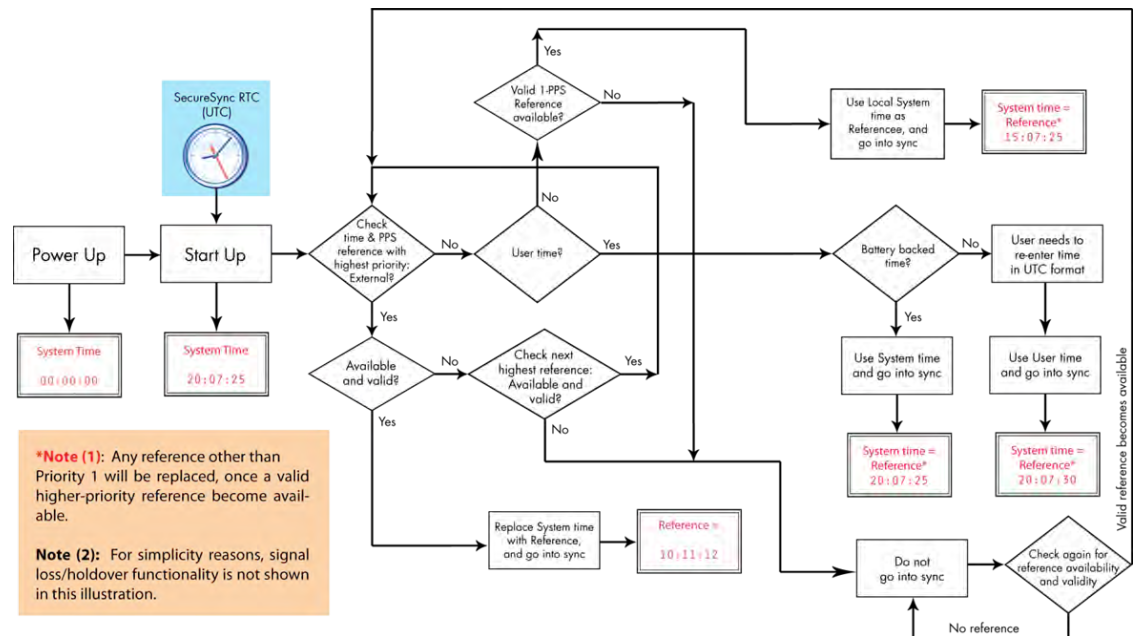 SecureSync RTC
(UTC)
Power Up
System Time
00:00:00
Start Up
System Time
20:07:25
Check
time & PPS
reference with
highest priority:
External?
No
Yes
User time?
No
Yes
Valid 1-PPS
Reference
available?
Yes
No
Use Local System
time as
Referencee, and
go into sync
System time =
Reference*
15:07:25
Battery backed
time?
No
Yes
User needs to
re-enter time
in UTC format
Use System time
and go into sync
Use User time
and go into sync
System time =
Reference*
20:07:25
System time =
Reference*
20:07:30
Available
and valid?
No
Yes
Check next
highest reference:
Available and
valid?
Yes
No
Replace System time
with Reference,
and go into sync
Reference =
10:11:12
Do not
go into sync
Check again for
reference availability
and validity
No reference
Valid reference becomes available
*Note (1): Any reference other than
Priority 1 will be replaced, once a valid
higher-priority reference become avail-
able.
Note (2): For simplicity reasons, signal
loss/holdover functionality is not shown
in this illustration.